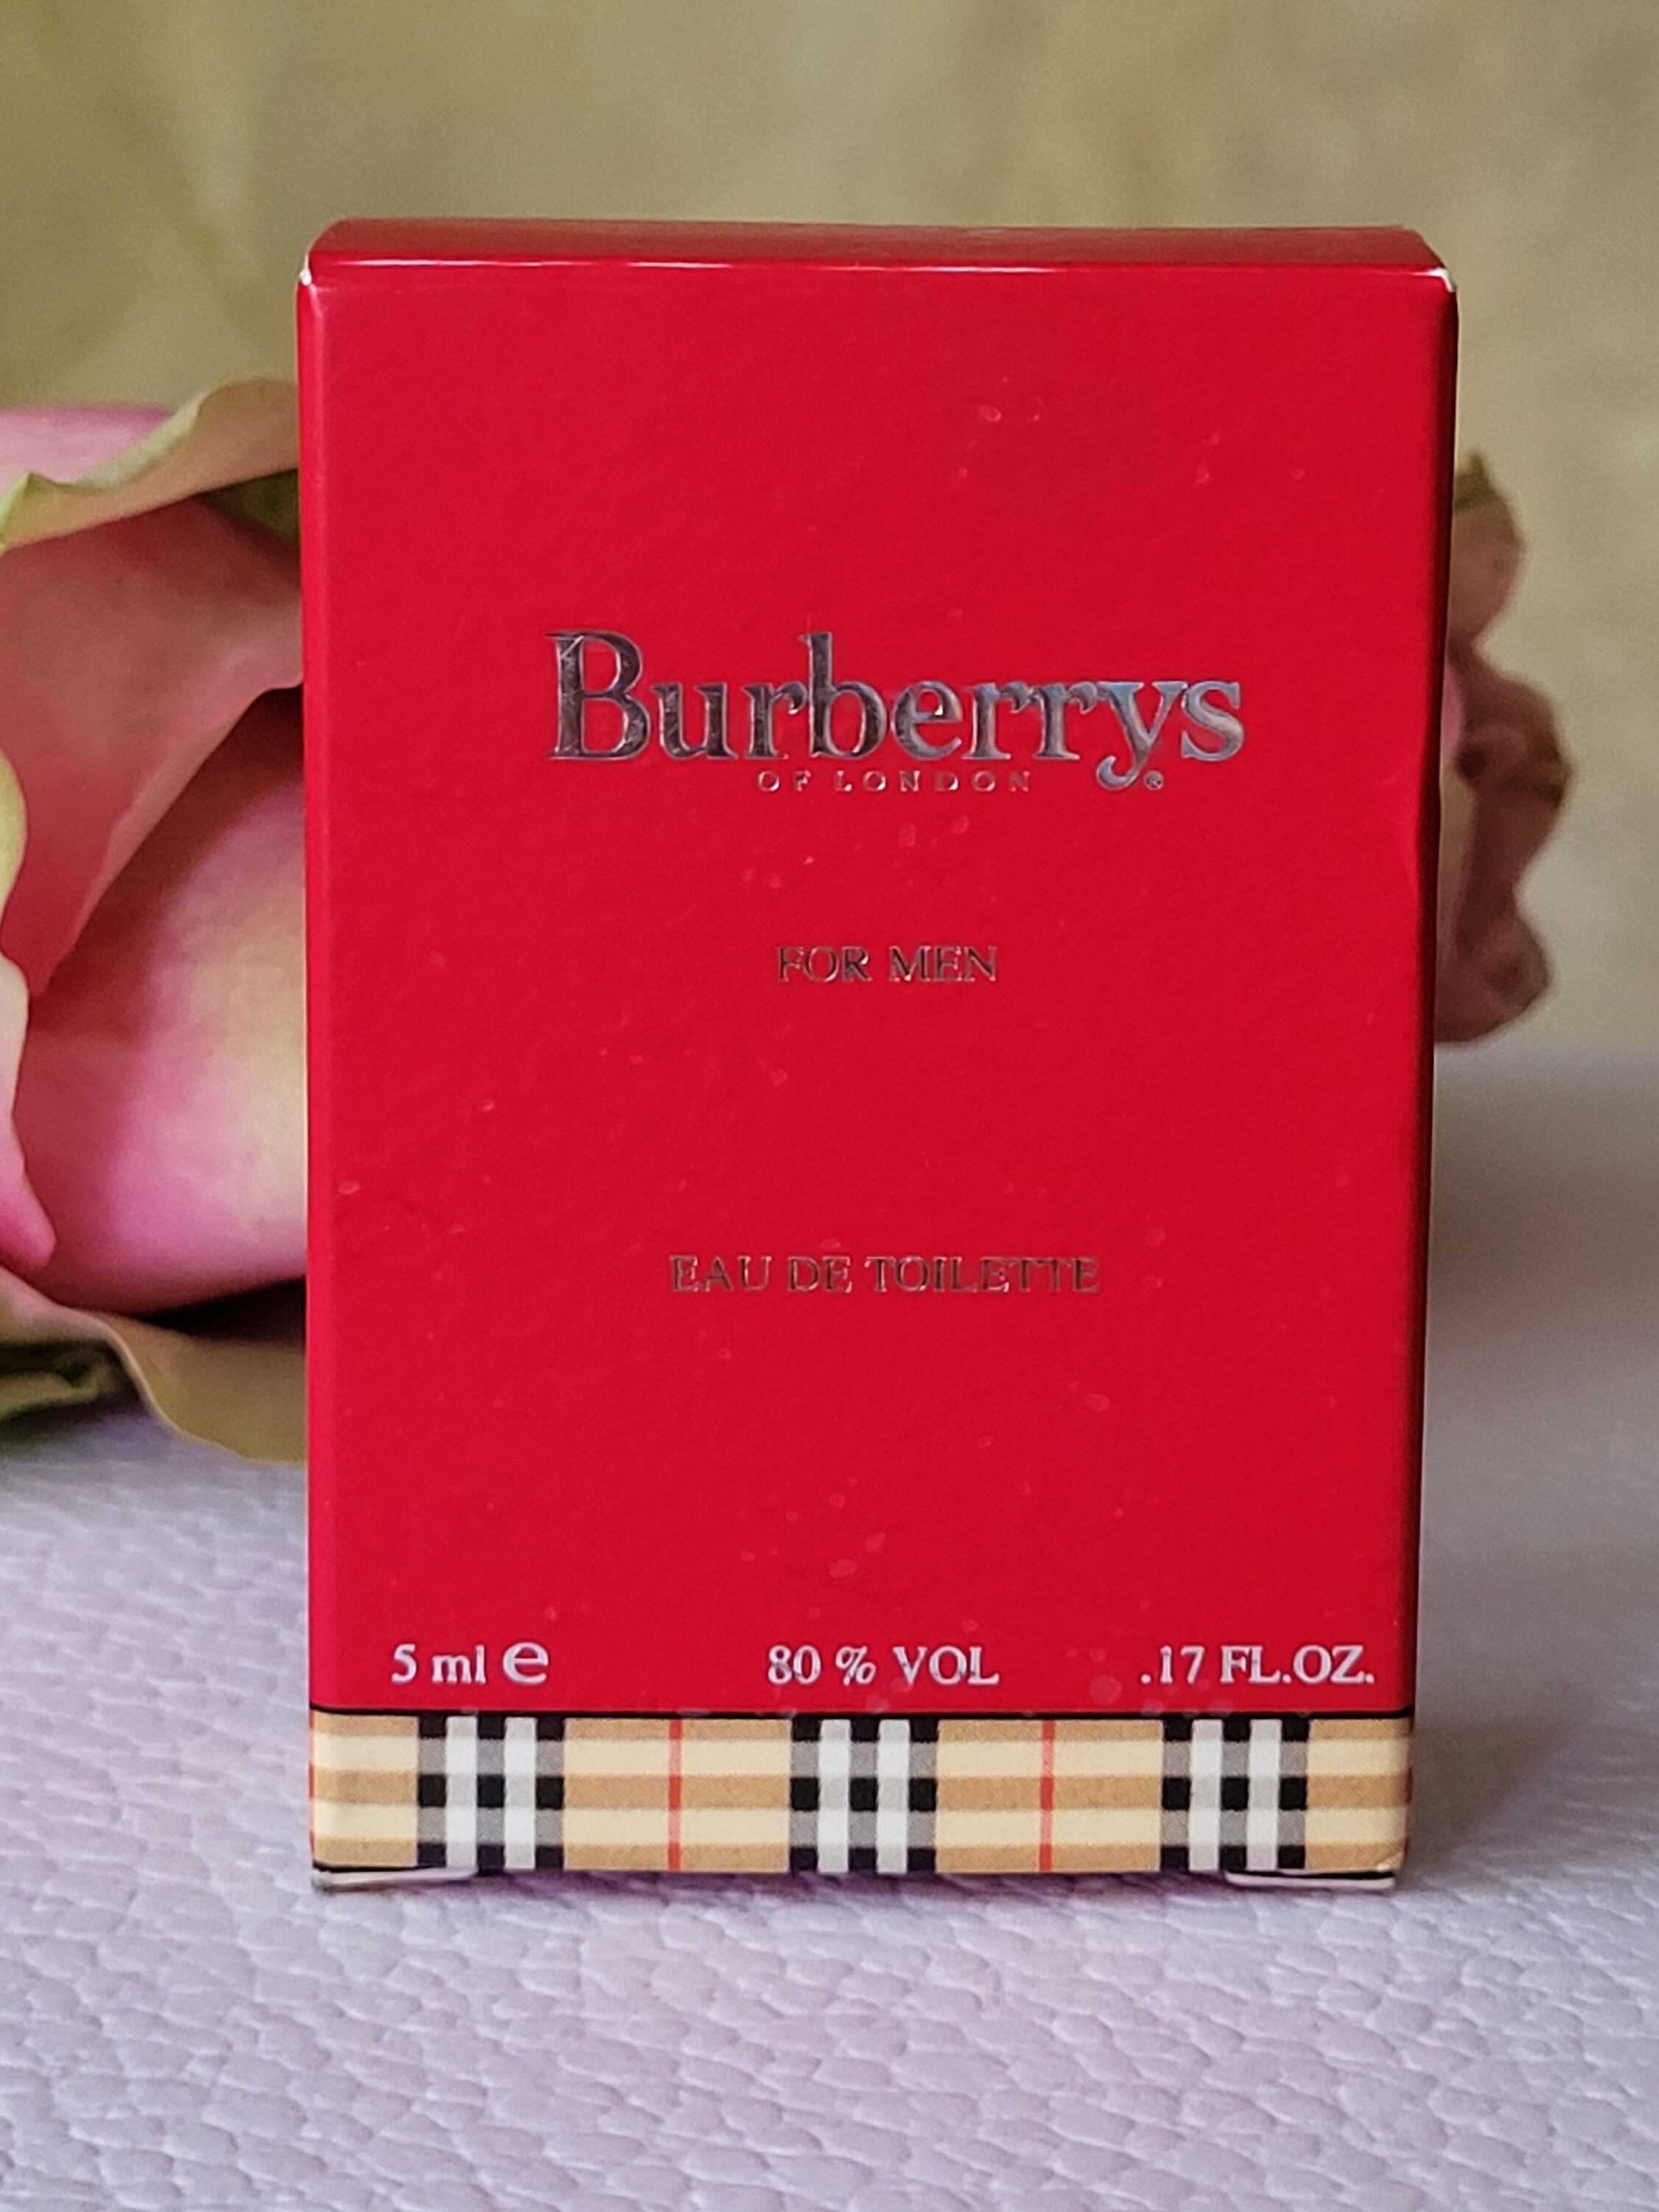 Burberrys
OF LONDON ®
FOR MEN
EAU DE TOILETTE
5 ml ℮ 80 % VOL .17 FL.OZ.